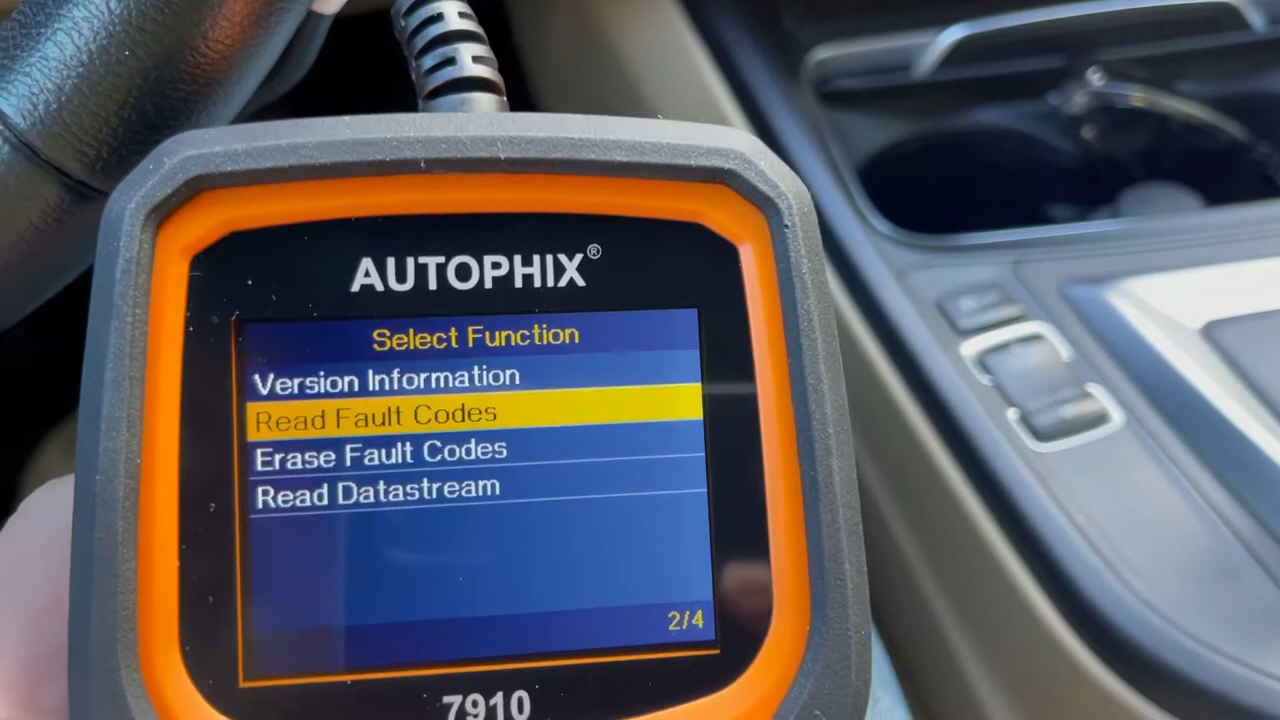 AUTOPHIX®
Select Function
Version Information
Read Fault Codes
Erase Fault Codes
Read Datastream
2/4
7910